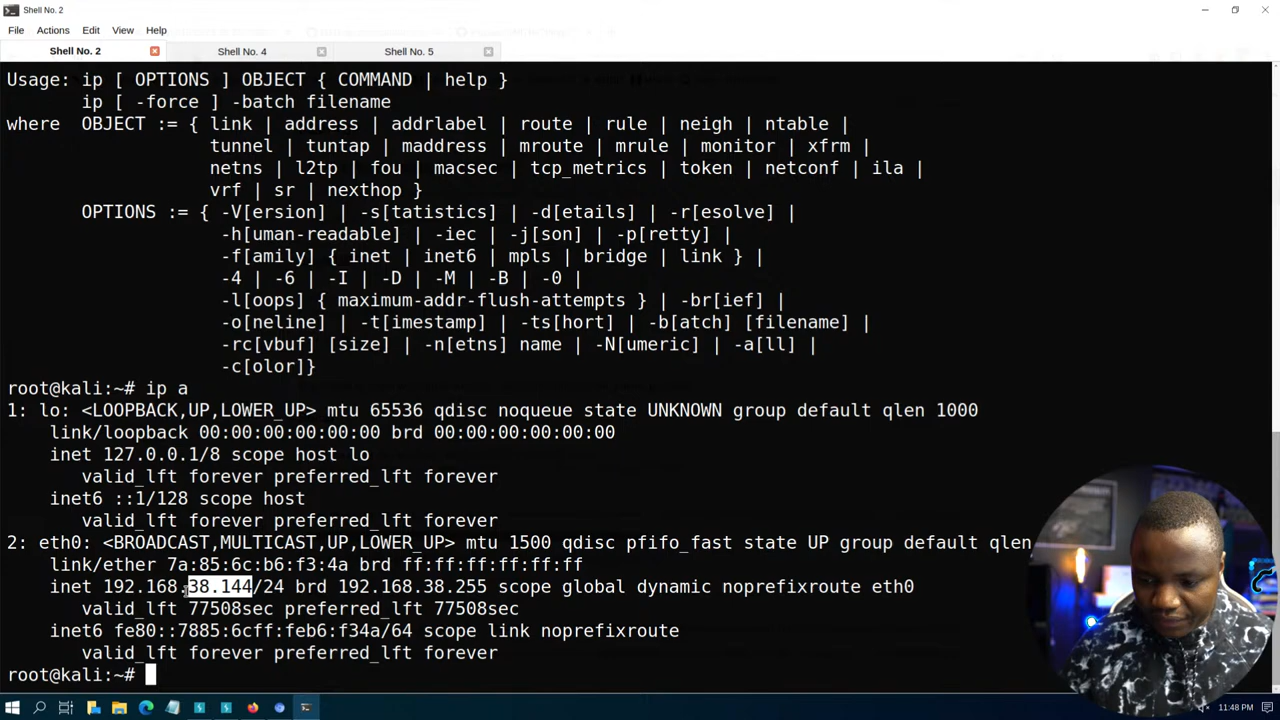 Shell No. 2
File Actions Edit View Help
Shell No. 2 Shell No. 4 Shell No. 5
Usage: ip [ OPTIONS ] OBJECT { COMMAND | help }
ip [ -force ] -batch filename
where OBJECT := { link | address | addrlabel | route | rule | neigh | ntable |
tunnel | tuntap | maddress | mroute | mrule | monitor | xfrm |
netns | l2tp | fou | macsec | tcp_metrics | token | netconf | ila |
vrf | sr | nexthop }
OPTIONS := { -V[ersion] | -s[tatistics] | -d[etails] | -r[esolve] |
-h[uman-readable] | -iec | -j[son] | -p[retty] |
-f[amily] { inet | inet6 | mpls | bridge | link } |
-4 | -6 | -I | -D | -M | -B | -0 |
-l[oops] { maximum-addr-flush-attempts } | -br[ief] |
-o[neline] | -t[imestamp] | -ts[hort] | -b[atch] [filename] |
-rc[vbuf] [size] | -n[etns] name | -N[umeric] | -a[ll] |
-c[olor]}
root@kali:~# ip a
1: lo: <LOOPBACK,UP,LOWER_UP> mtu 65536 qdisc noqueue state UNKNOWN group default qlen 1000
link/loopback 00:00:00:00:00:00 brd 00:00:00:00:00:00
inet 127.0.0.1/8 scope host lo
valid_lft forever preferred_lft forever
inet6 ::1/128 scope host
valid_lft forever preferred_lft forever
2: eth0: <BROADCAST,MULTICAST,UP,LOWER_UP> mtu 1500 qdisc pfifo_fast state UP group default qlen
link/ether 7a:85:6c:b6:f3:4a brd ff:ff:ff:ff:ff:ff
inet 192.168.38.144/24 brd 192.168.38.255 scope global dynamic noprefixroute eth0
valid_lft 77508sec preferred_lft 77508sec
inet6 fe80::7885:6cff:feb6:f34a/64 scope link noprefixroute
valid_lft forever preferred_lft forever
root@kali:~#
11:48 PM